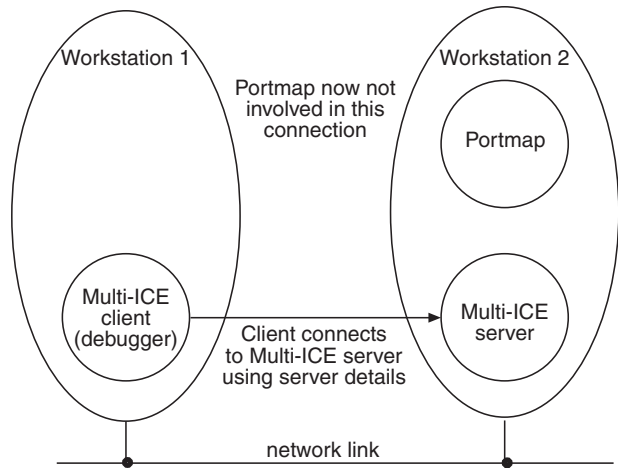 Workstation 1
Workstation 2
Portmap now not
involved in this
connection
Portmap
Multi-ICE
client
(debugger)
Multi-ICE
server
Client connects
to Multi-ICE server
using server details
network link